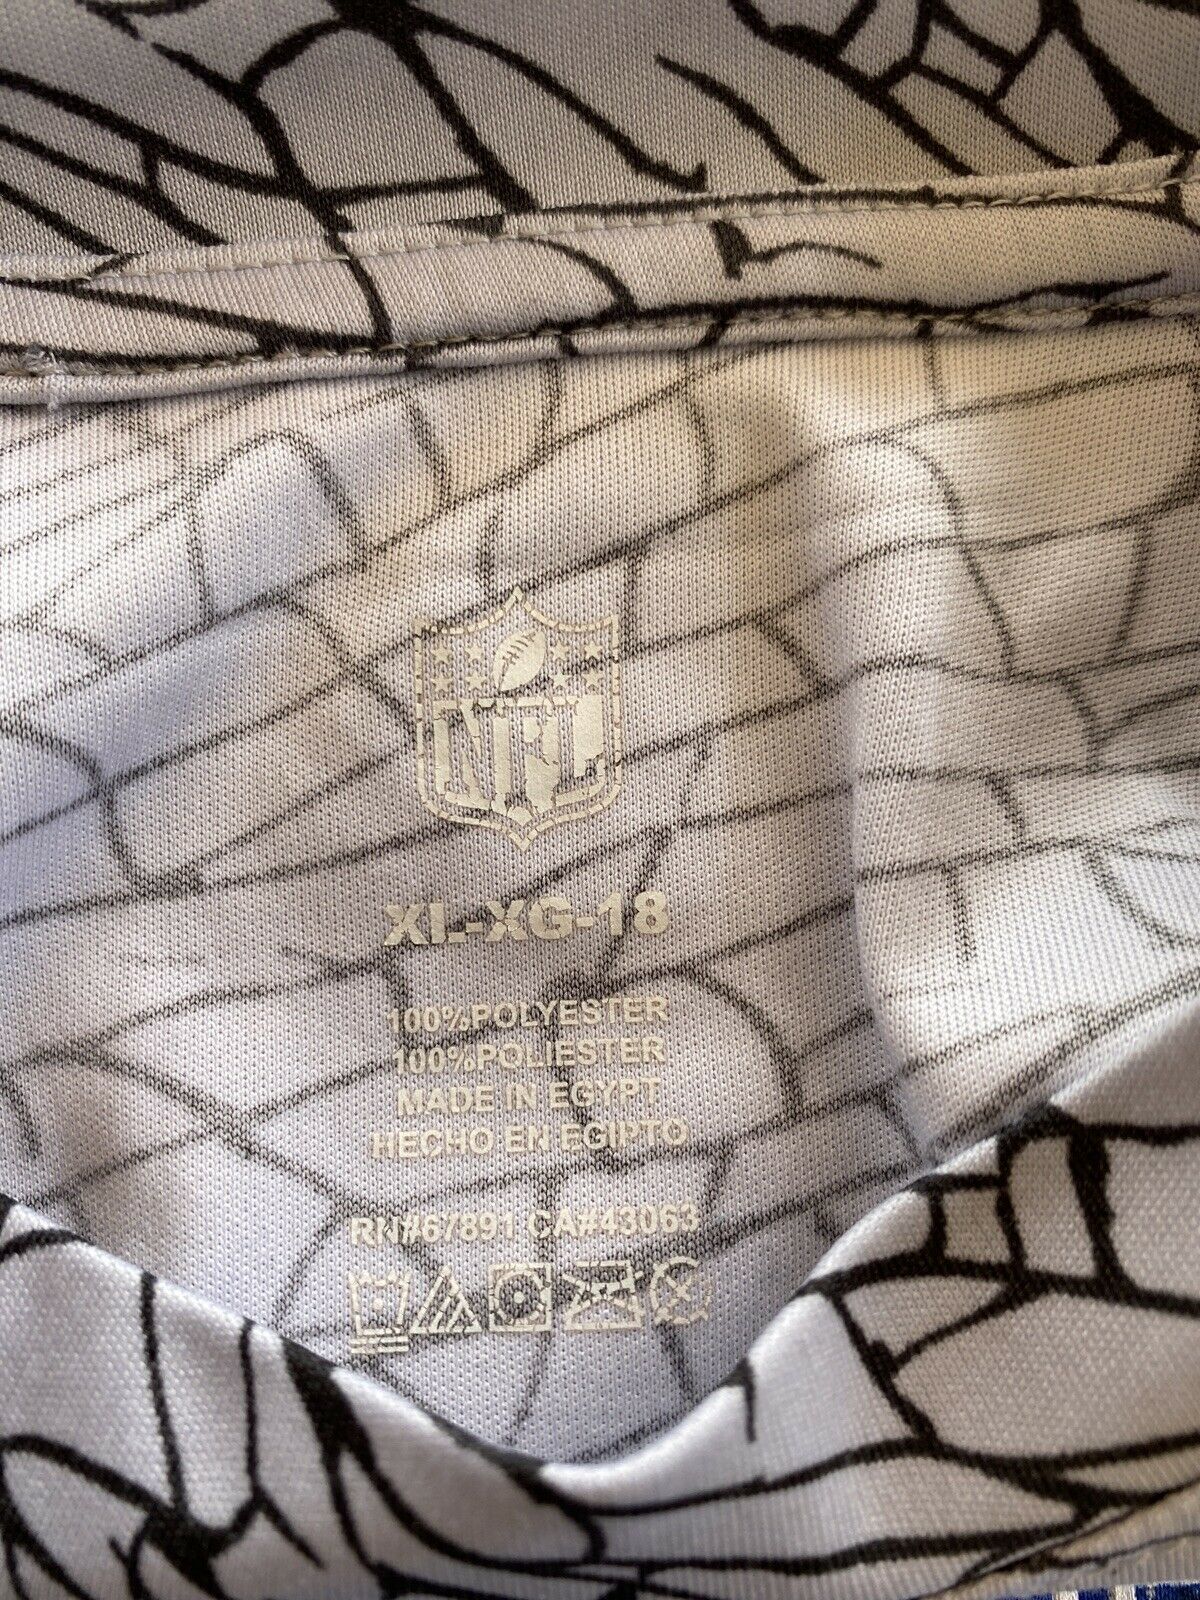 NFL
XL-XG-18
100%POLYESTER
100%POLIESTER
MADE IN EGYPT
HECHO EN EGIPTO
RN#67891 CA#43063